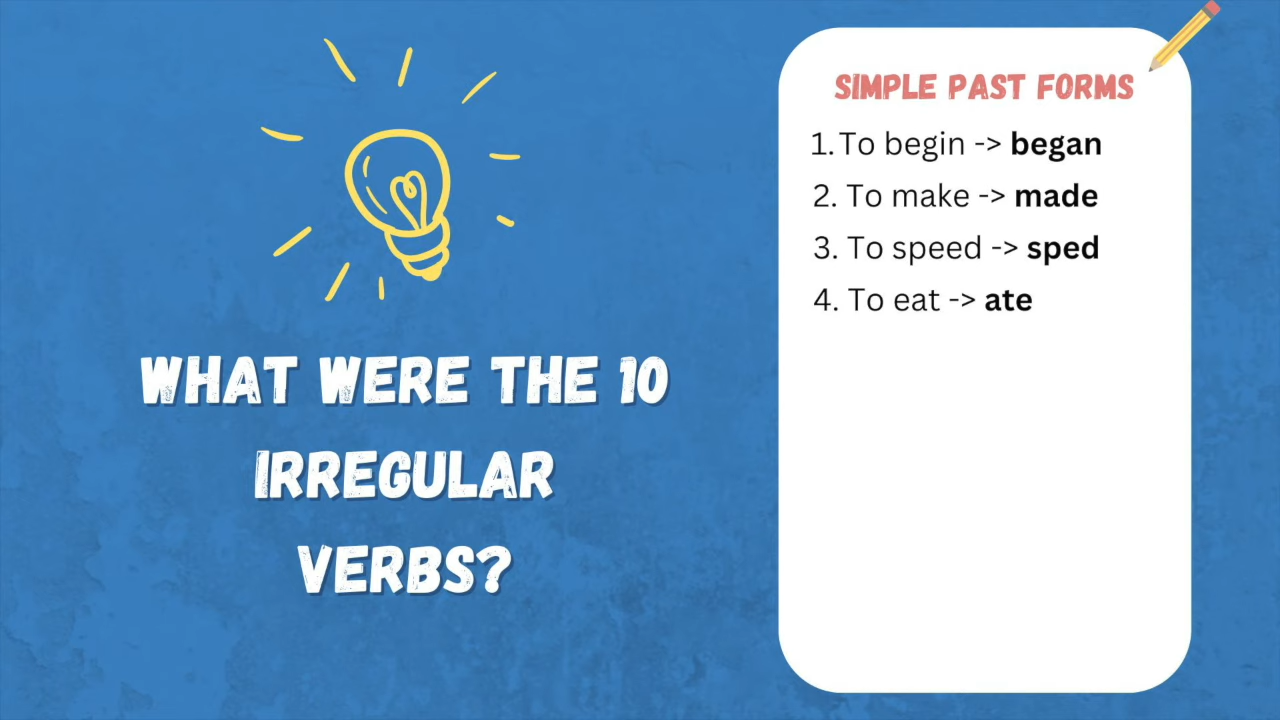 WHAT WERE THE 10
IRREGULAR
VERBS?
SIMPLE PAST FORMS
1. To begin -> began
2. To make -> made
3. To speed -> sped
4. To eat -> ate